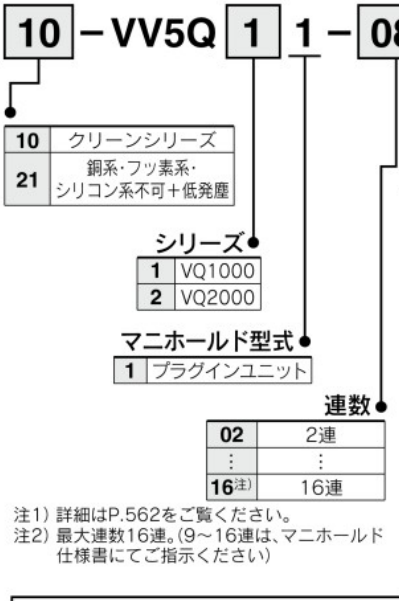 10 - VV5Q 1 1 - 08
10 クリーンシリーズ
21 銅系・フッ素系・
シリコン系不可+低発塵
シリーズ
1 VQ1000
2 VQ2000
マニホールド型式
1 プラグインユニット
連数
02 2連
⋮ ⋮
16注) 16連
注1) 詳細はP.562をご覧ください。
注2) 最大連数16連。(9〜16連は、マニホールド
仕様書にてご指示ください)